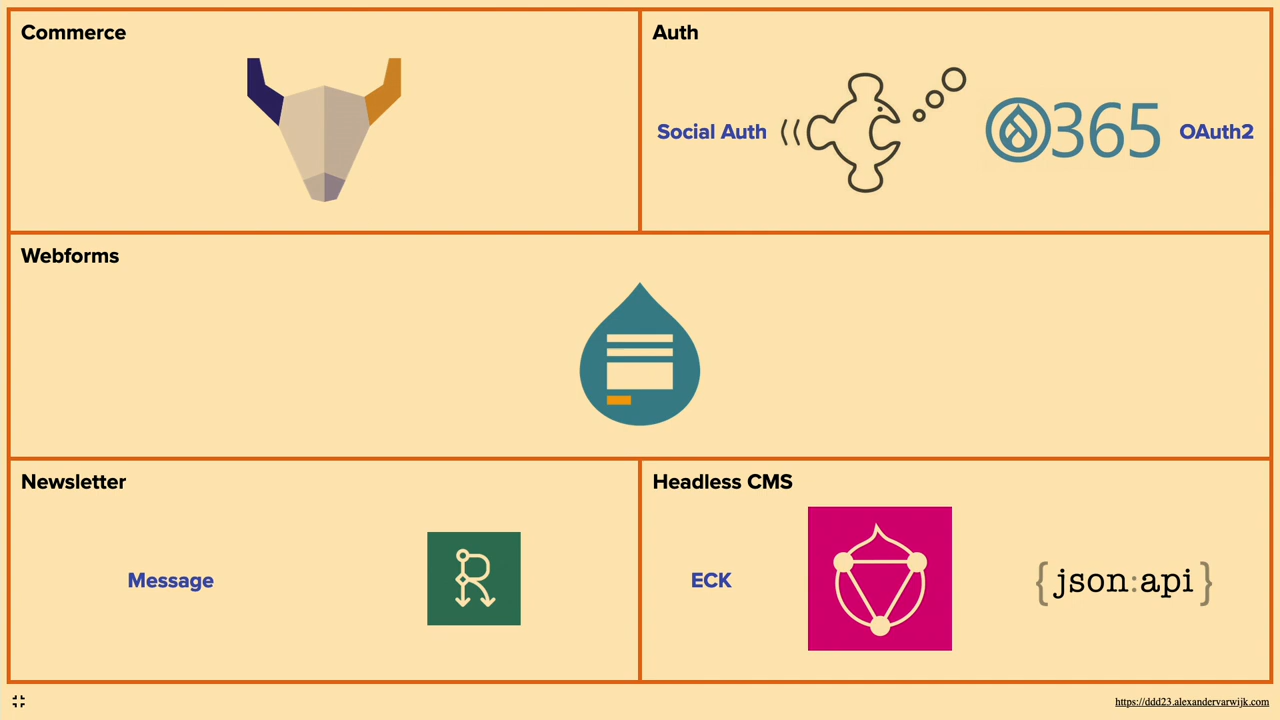 Commerce
Auth
Social Auth
365
OAuth2
Webforms
Newsletter
Message
R
Headless CMS
ECK
{json:api}
https://ddd23.alexandervarwijk.com